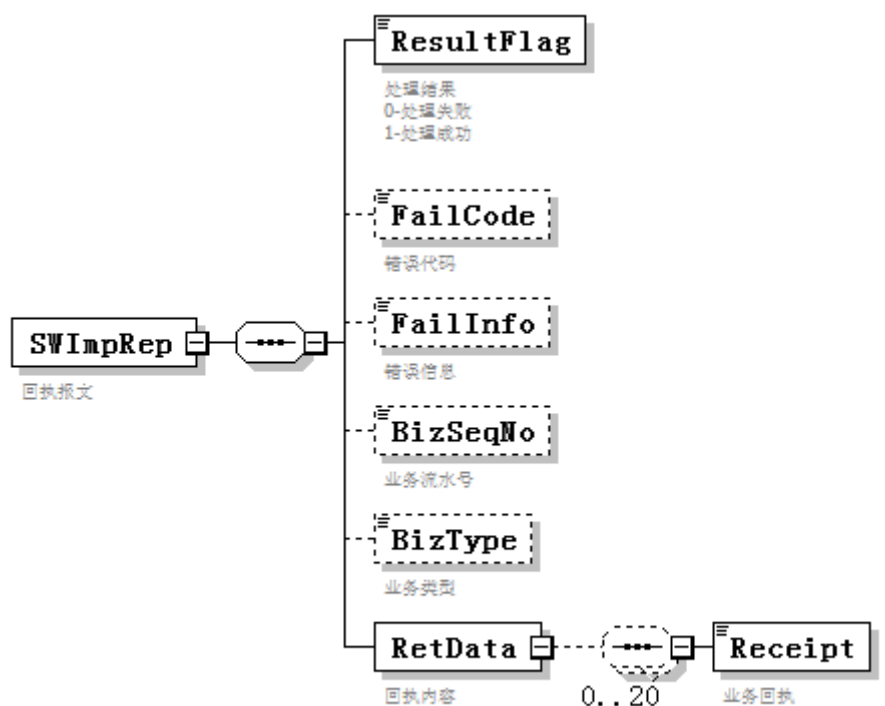 ResultFlag
处理结果
0-处理失败
1-处理成功
FailCode
错误代码
SWImpRep
回执报文
FailInfo
错误信息
BizSeqNo
业务流水号
BizType
业务类型
RetData
回执内容
0..20
Receipt
业务回执